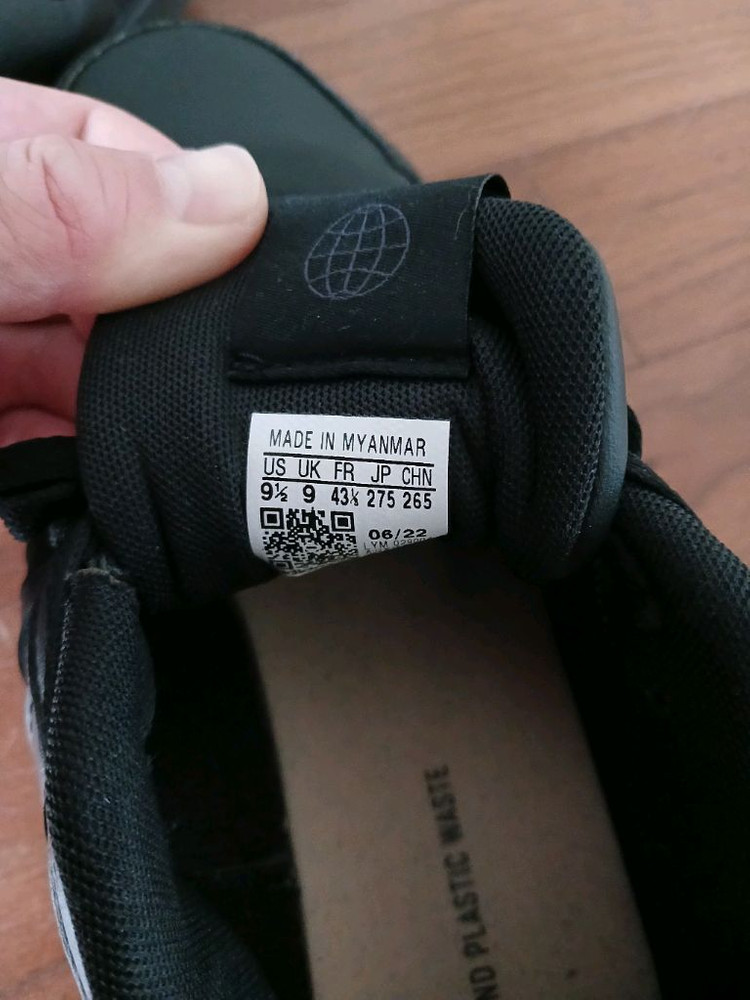 MADE IN MYANMAR
US UK FR JP CHN
9½ 9 43⅓ 275 265
06/22
LYM
PLASTIC WASTE